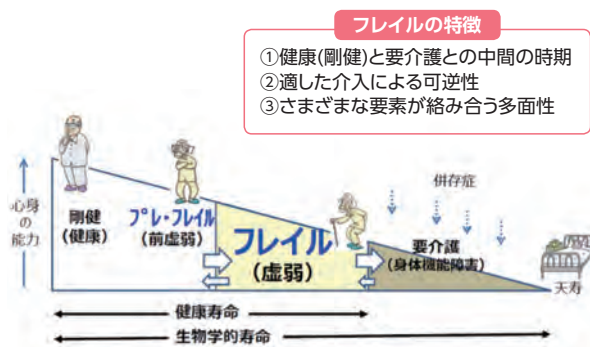 フレイルの特徴
①健康(剛健)と要介護との中間の時期
②適した介入による可逆性
③さまざまな要素が絡み合う多面性
心身の能力
剛健
(健康)
プレ・フレイル
(前虚弱)
フレイル
(虚弱)
併存症
要介護
(身体機能障害)
天寿
健康寿命
生物学的寿命